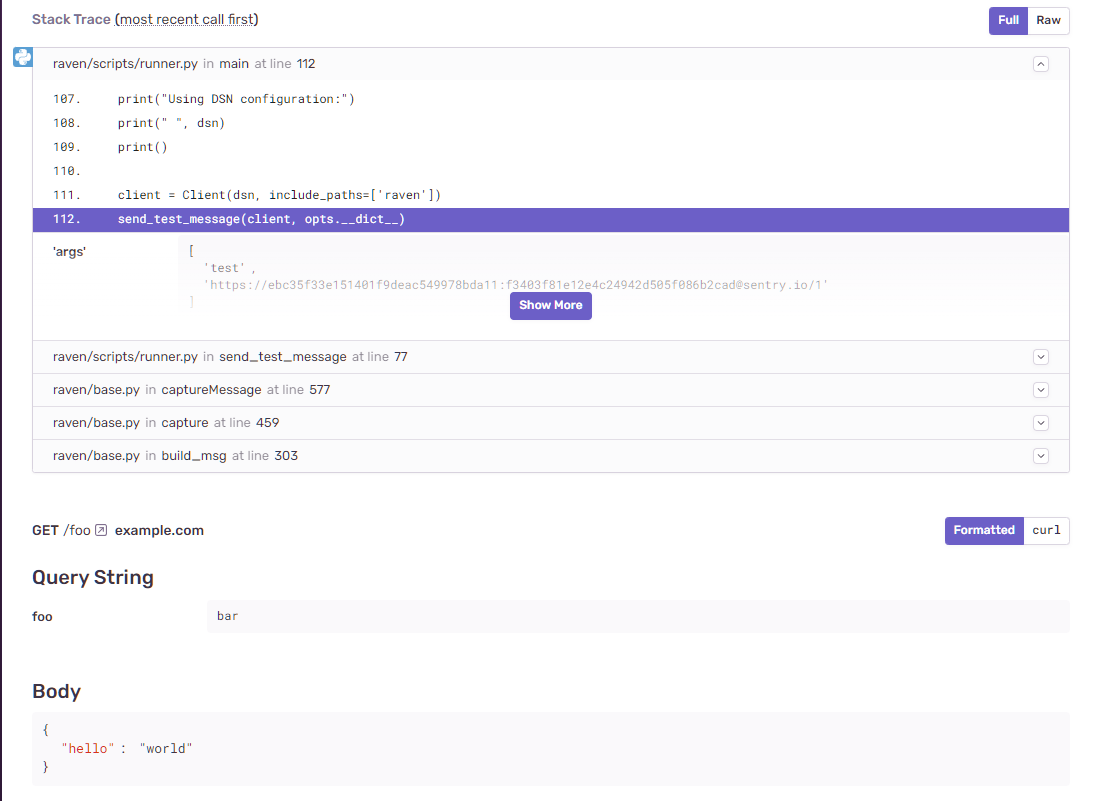 Stack Trace (most recent call first)
Full Raw
raven/scripts/runner.py in main at line 112
107. print("Using DSN configuration:")
108. print(" ", dsn)
109. print()
110.
111. client = Client(dsn, include_paths=['raven'])
112. send_test_message(client, opts.__dict__)
'args'
[
'test' ,
'https://ebc35f33e151401f9deac549978bda11:f3403f81e12e4c24942d505f086b2cad@sentry.io/1'
]
Show More
raven/scripts/runner.py in send_test_message at line 77
raven/base.py in captureMessage at line 577
raven/base.py in capture at line 459
raven/base.py in build_msg at line 303
GET /foo example.com
Formatted curl
Query String
foo bar
Body
{
"hello" : "world"
}